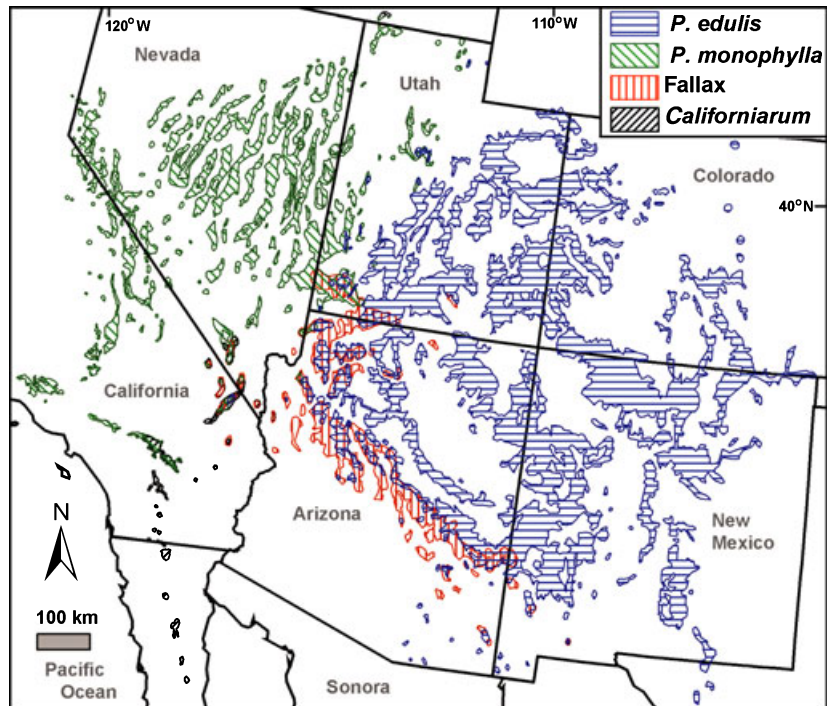 120°W
110°W
P. edulis
P. monophylla
Fallax
Californiarum
Nevada
Utah
Colorado
40°N
California
Arizona
New
Mexico
N
100 km
Pacific
Ocean
Sonora